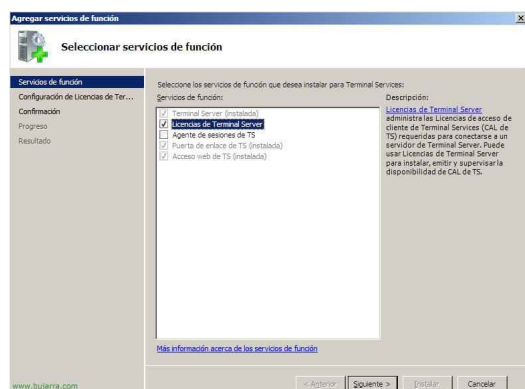 Agregar servicios de función
Seleccionar servicios de función
Servicios de función
Configuración de Licencias de Ter...
Confirmación
Progreso
Resultado
Seleccione los servicios de función que desea instalar para Terminal Services:
Servicios de función:
Terminal Server (instalada)
Licencias de Terminal Server
Agente de sesiones de TS
Puerta de enlace de TS (instalada)
Acceso web de TS (instalada)
Descripción:
Licencias de Terminal Server
administra las Licencias de acceso de
cliente de Terminal Services (CAL de
TS) requeridas para conectarse a un
servidor de Terminal Server. Puede
usar Licencias de Terminal Server
para instalar, emitir y supervisar la
disponibilidad de CAL de TS.
Más información acerca de los servicios de función
< Anterior
Siguiente >
Instalar
Cancelar
www.bujarra.com